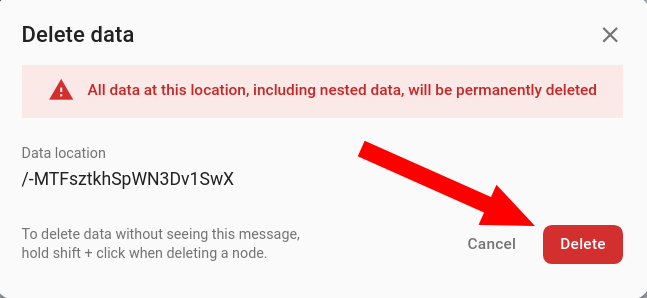 Delete data
All data at this location, including nested data, will be permanently deleted
Data location
/-MTFsztkhSpWN3Dv1SwX
To delete data without seeing this message,
hold shift + click when deleting a node.
Cancel
Delete